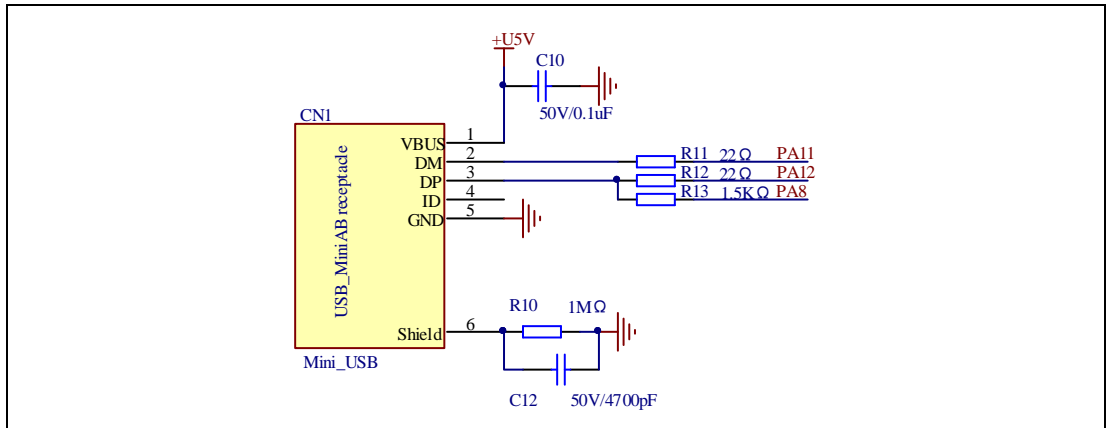 +U5V
C10
50V/0.1uF
CN1
VBUS 1
DM 2
DP 3
ID 4
GND 5
USB_MiniAB receptacle
R11 22Ω PA11
R12 22Ω PA12
R13 1.5KΩ PA8
R10 1MΩ
Shield 6
Mini_USB
C12 50V/4700pF